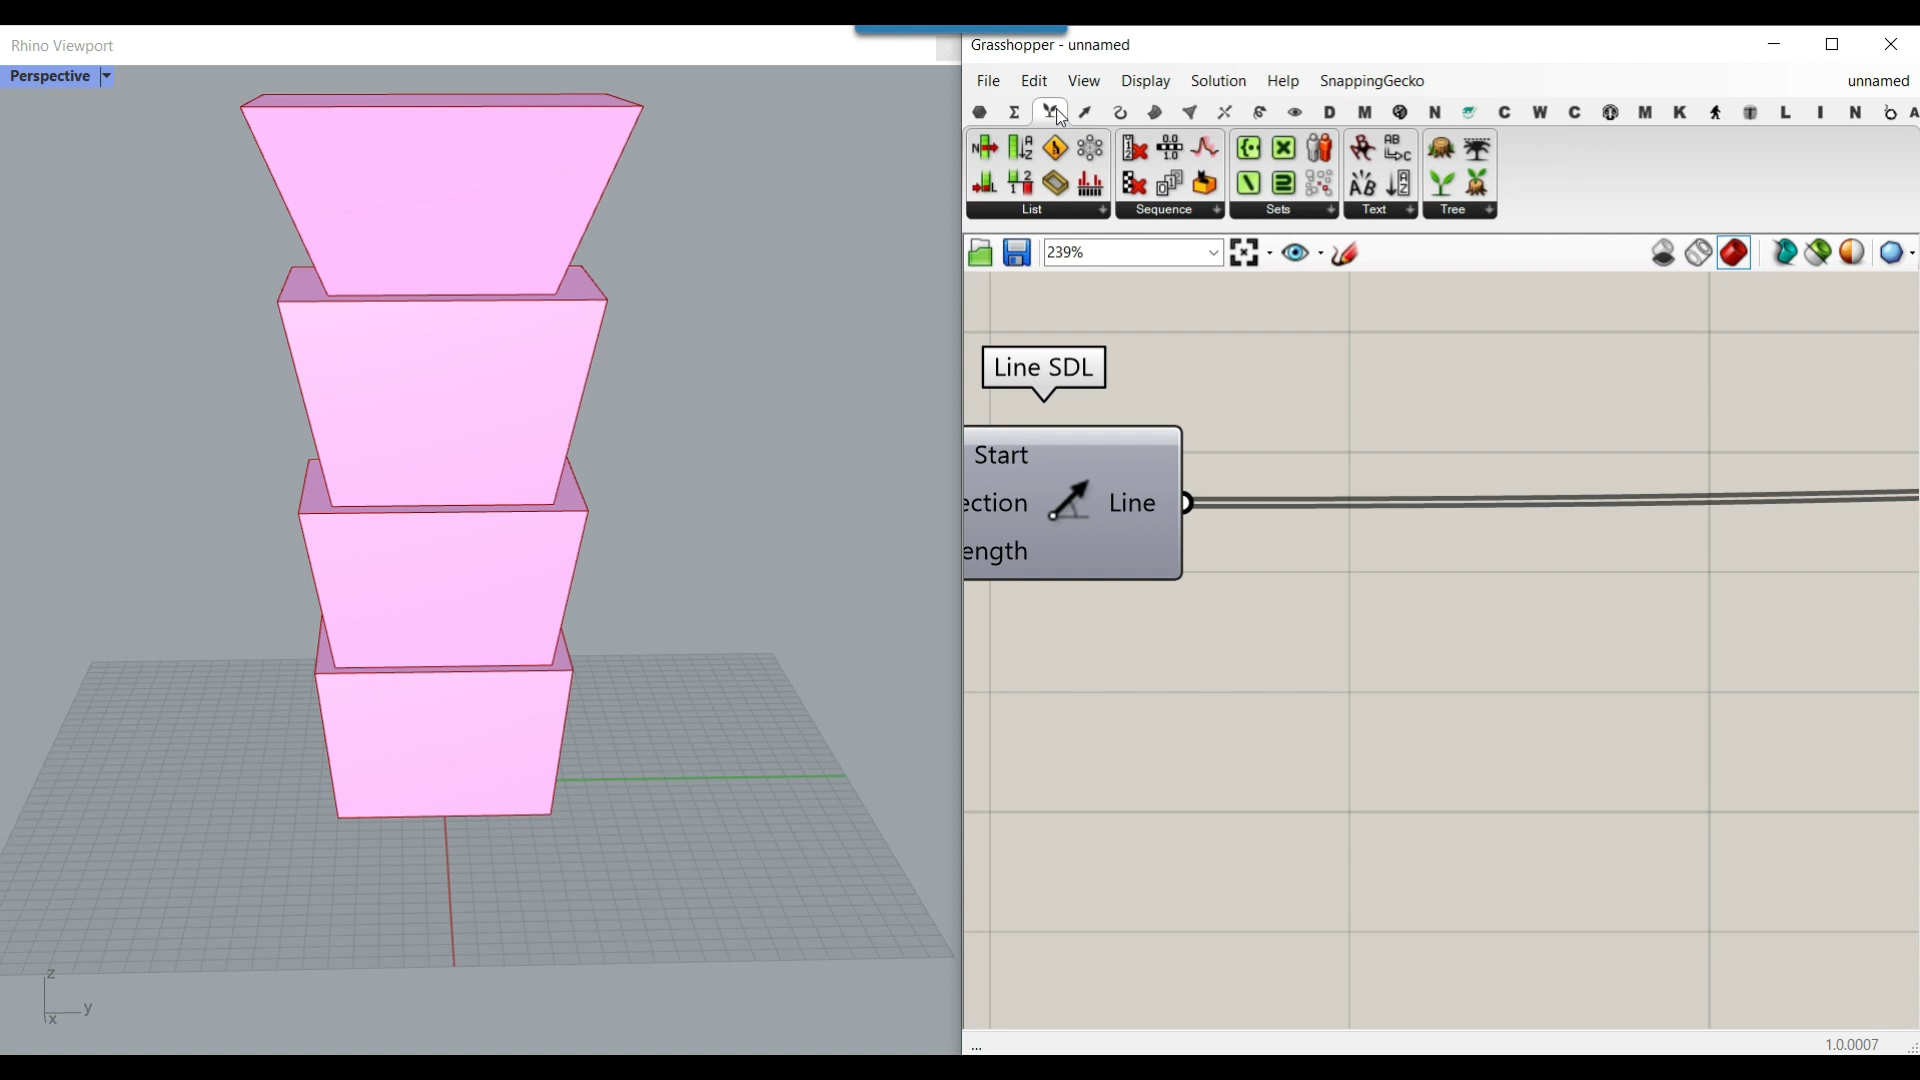 Rhino Viewport
Perspective
z
y
x
Grasshopper - unnamed
File Edit View Display Solution Help SnappingGecko unnamed
D M N C W C M K L I N A
List Sequence Sets Text Tree
239%
Line SDL
Start
ection Line
ength
...
1.0.0007